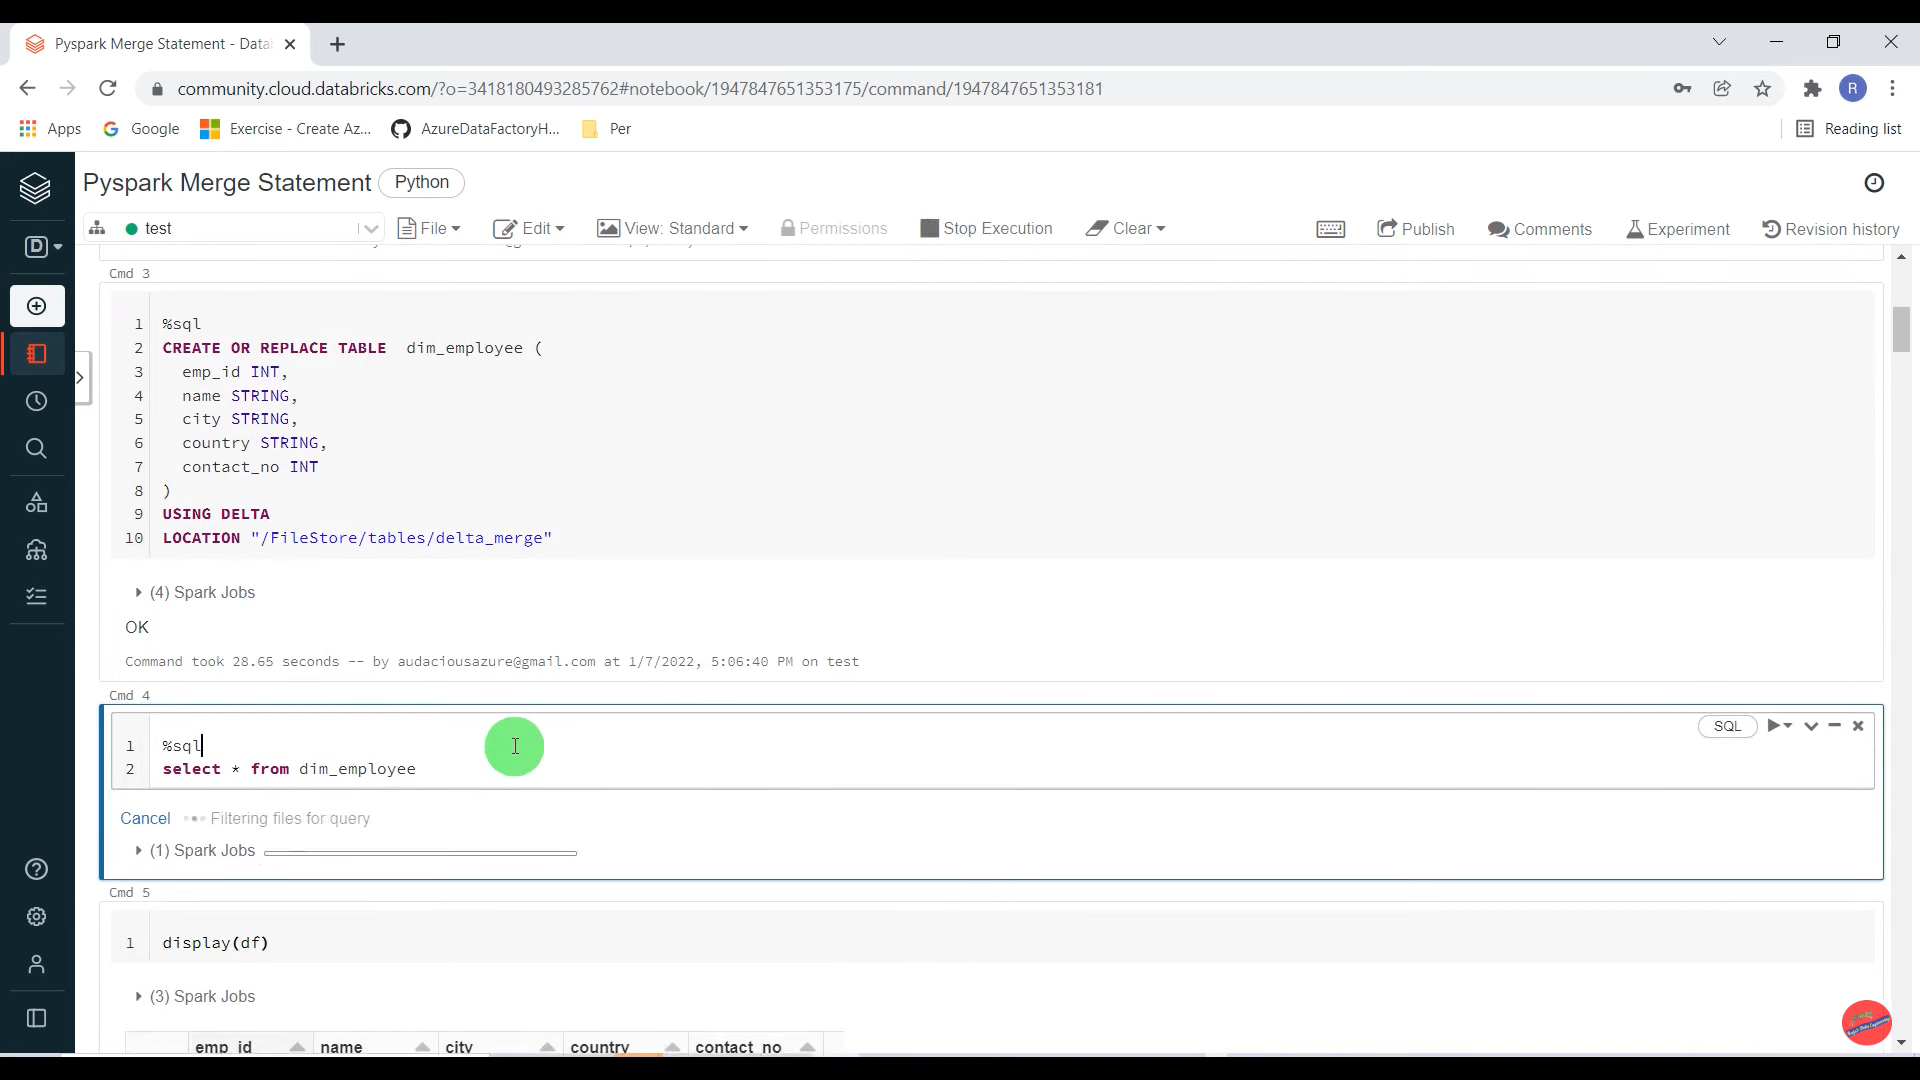 Pyspark Merge Statement - Data
community.cloud.databricks.com/?o=3418180493285762#notebook/1947847651353175/command/1947847651353181
R
Apps
Google
Exercise - Create Az...
AzureDataFactoryH...
Per
Reading list
Pyspark Merge Statement
Python
test
File
Edit
View: Standard
Permissions
Stop Execution
Clear
Publish
Comments
Experiment
Revision history
D
Cmd 3
1 %sql
2 CREATE OR REPLACE TABLE  dim_employee (
3   emp_id INT,
4   name STRING,
5   city STRING,
6   country STRING,
7   contact_no INT
8 )
9 USING DELTA
10 LOCATION "/FileStore/tables/delta_merge"
(4) Spark Jobs
OK
Command took 28.65 seconds -- by audaciousazure@gmail.com at 1/7/2022, 5:06:40 PM on test
Cmd 4
SQL
1 %sql
2 select * from dim_employee
Cancel ••• Filtering files for query
(1) Spark Jobs
Cmd 5
1 display(df)
(3) Spark Jobs
emp_id name city country contact_no